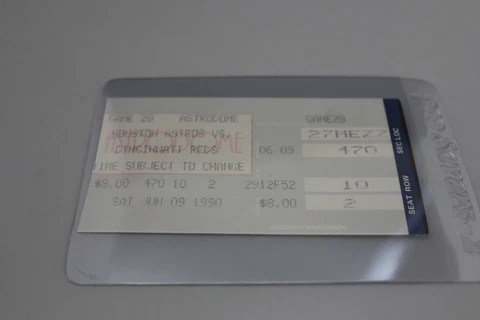 GAME 28 ASTRODOME GAME28
HOUSTON ASTROS VS. 27MEZZ
CINCINNATI REDS 06 09 470 SEC LOC
TIME SUBJECT TO CHANGE
$8.00 470 10 2 2912F52 10
SAT JUN 09 1990 $8.00 2 SEAT ROW